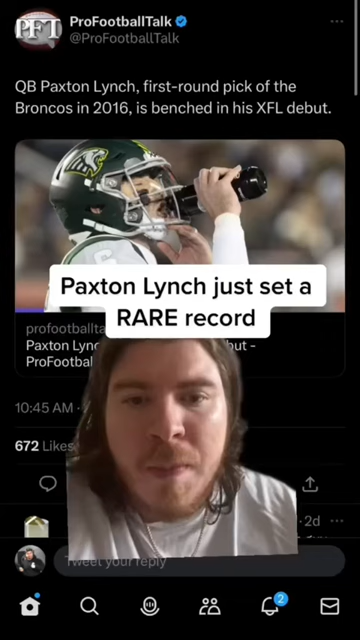 PFT
ProFootballTalk
@ProFootballTalk
QB Paxton Lynch, first-round pick of the
Broncos in 2016, is benched in his XFL debut.
Paxton Lynch just set a
RARE record
profootballta
Paxton Lync but -
ProFootbal
10:45 AM ·
672 Likes
· 2d
Tweet your reply
2